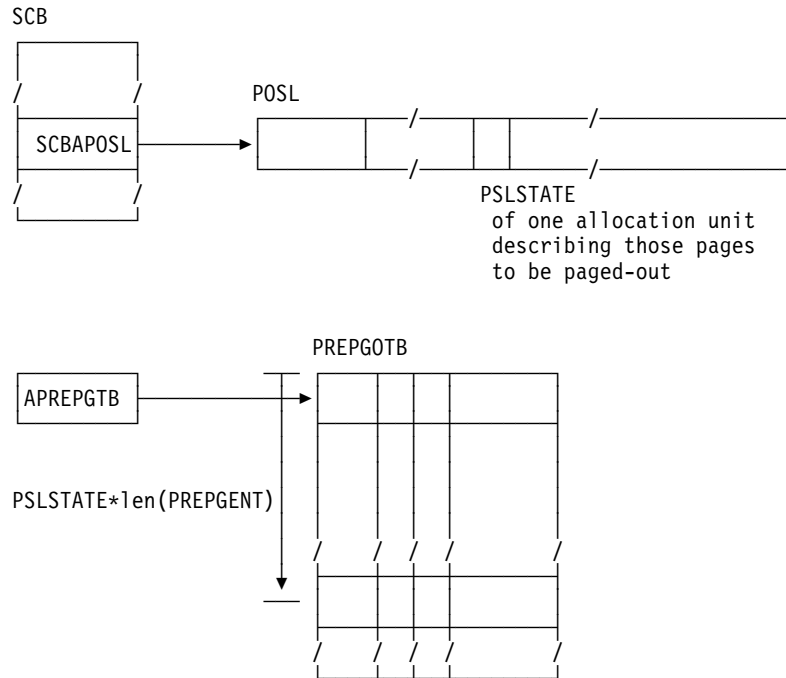 SCB
POSL
SCBAPOSL
PSLSTATE
of one allocation unit
describing those pages
to be paged-out
PREPGOTB
APREPGTB
PSLSTATE*len(PREPGENT)